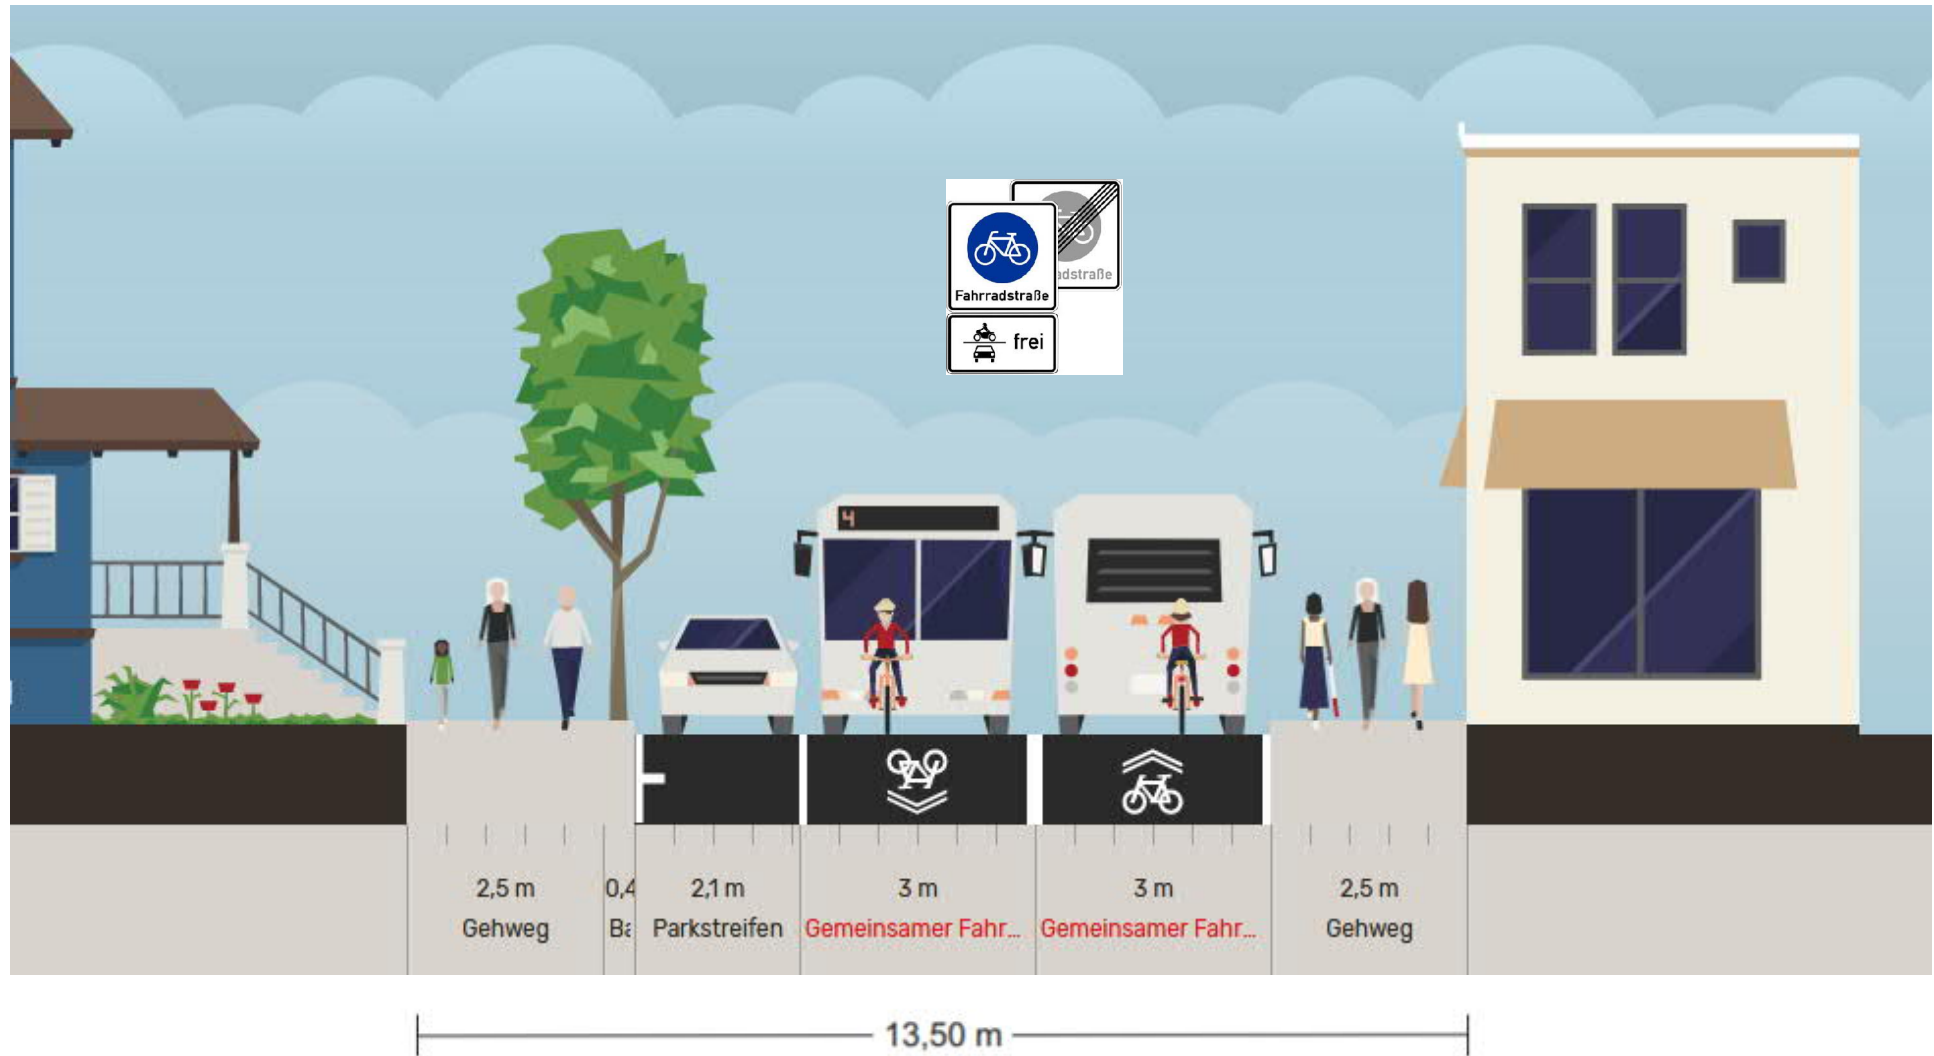 adstraße
Fahrradstraße
frei
4
2,5 m
0,4
2,1 m
3 m
3 m
2,5 m
Gehweg
Ba
Parkstreifen
Gemeinsamer Fahr...
Gemeinsamer Fahr...
Gehweg
13,50 m